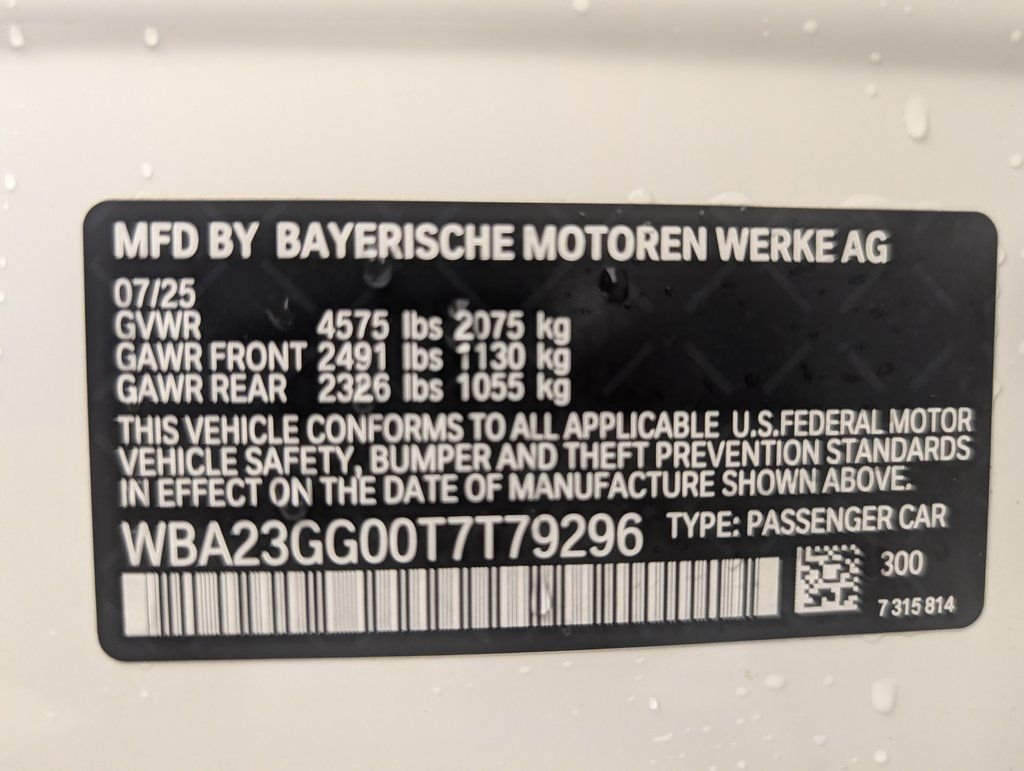 MFD BY BAYERISCHE MOTOREN WERKE AG
07/25
GVWR 4575 lbs 2075 kg
GAWR FRONT 2491 lbs 1130 kg
GAWR REAR 2326 lbs 1055 kg
THIS VEHICLE CONFORMS TO ALL APPLICABLE U.S.FEDERAL MOTOR
VEHICLE SAFETY, BUMPER AND THEFT PREVENTION STANDARDS
IN EFFECT ON THE DATE OF MANUFACTURE SHOWN ABOVE.
WBA23GG00T7T79296 TYPE: PASSENGER CAR
300
7 315 814